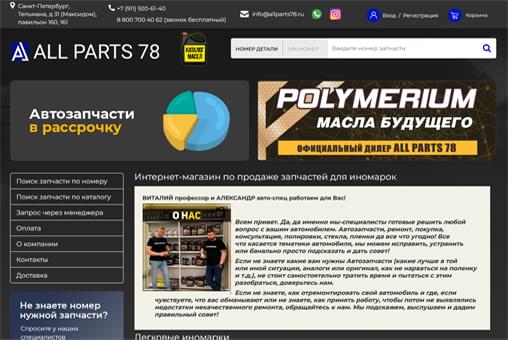 Санкт-Петербург,
Тельмана, д 31 (Максидом),
павильон 160, 161
+7 (911) 920-61-40
8 800 700 40 62 (звонок бесплатный)
info@allparts78.ru
Вход / Регистрация
Корзина
ALL PARTS 78
КАТАЛОГ
МАСЕЛ
НОМЕР ДЕТАЛИ
VIN НОМЕР
Введите номер запчасти
Автозапчасти
в рассрочку
POLYMERIUM
МАСЛА БУДУЩЕГО
ОФИЦИАЛЬНЫЙ ДИЛЕР ALL PARTS 78
Поиск запчасти по номеру
Поиск запчасти по каталогу
Запрос через менеджера
Оплата
О компании
Контакты
Доставка
Не знаете номер
нужной запчасти?
Спросите у наших
специалистов
Интернет-магазин по продаже запчастей для иномарок
ВИТАЛИЙ профессор и АЛЕКСАНДР авто-спец работаем для Вас!
О НАС
Всем привет. Да, да именно мы-специалисты готовые решить любой
вопрос с вашим автомобилем. Автозапчасти, ремонт, покупка,
консультация, полировки, стекла, пленки да все что угодно! Все
что касается тематики автомобиля, мы можем исправить, устранить
или банально просто подсказать и дать совет!
Если не знаете какие вам нужны Автозапчасти (какие лучше в той
или иной ситуации, аналоги или оригинал, как не нарваться на поленку
и т.д.), не стоит самостоятельно тратить время и пытаться с этим
разобраться, доверьтесь нам.
Если не знаете, как отремонтировать свой автомобиль и где, если
чувствуете, что вас обманывают или не знаете, как принять работу, чтобы потом не выявлялись
недостатки некачественного ремонта, обращайтесь к нам. Мы подскажем, выслушаем и дадим
правильный совет!
Легковые иномарки